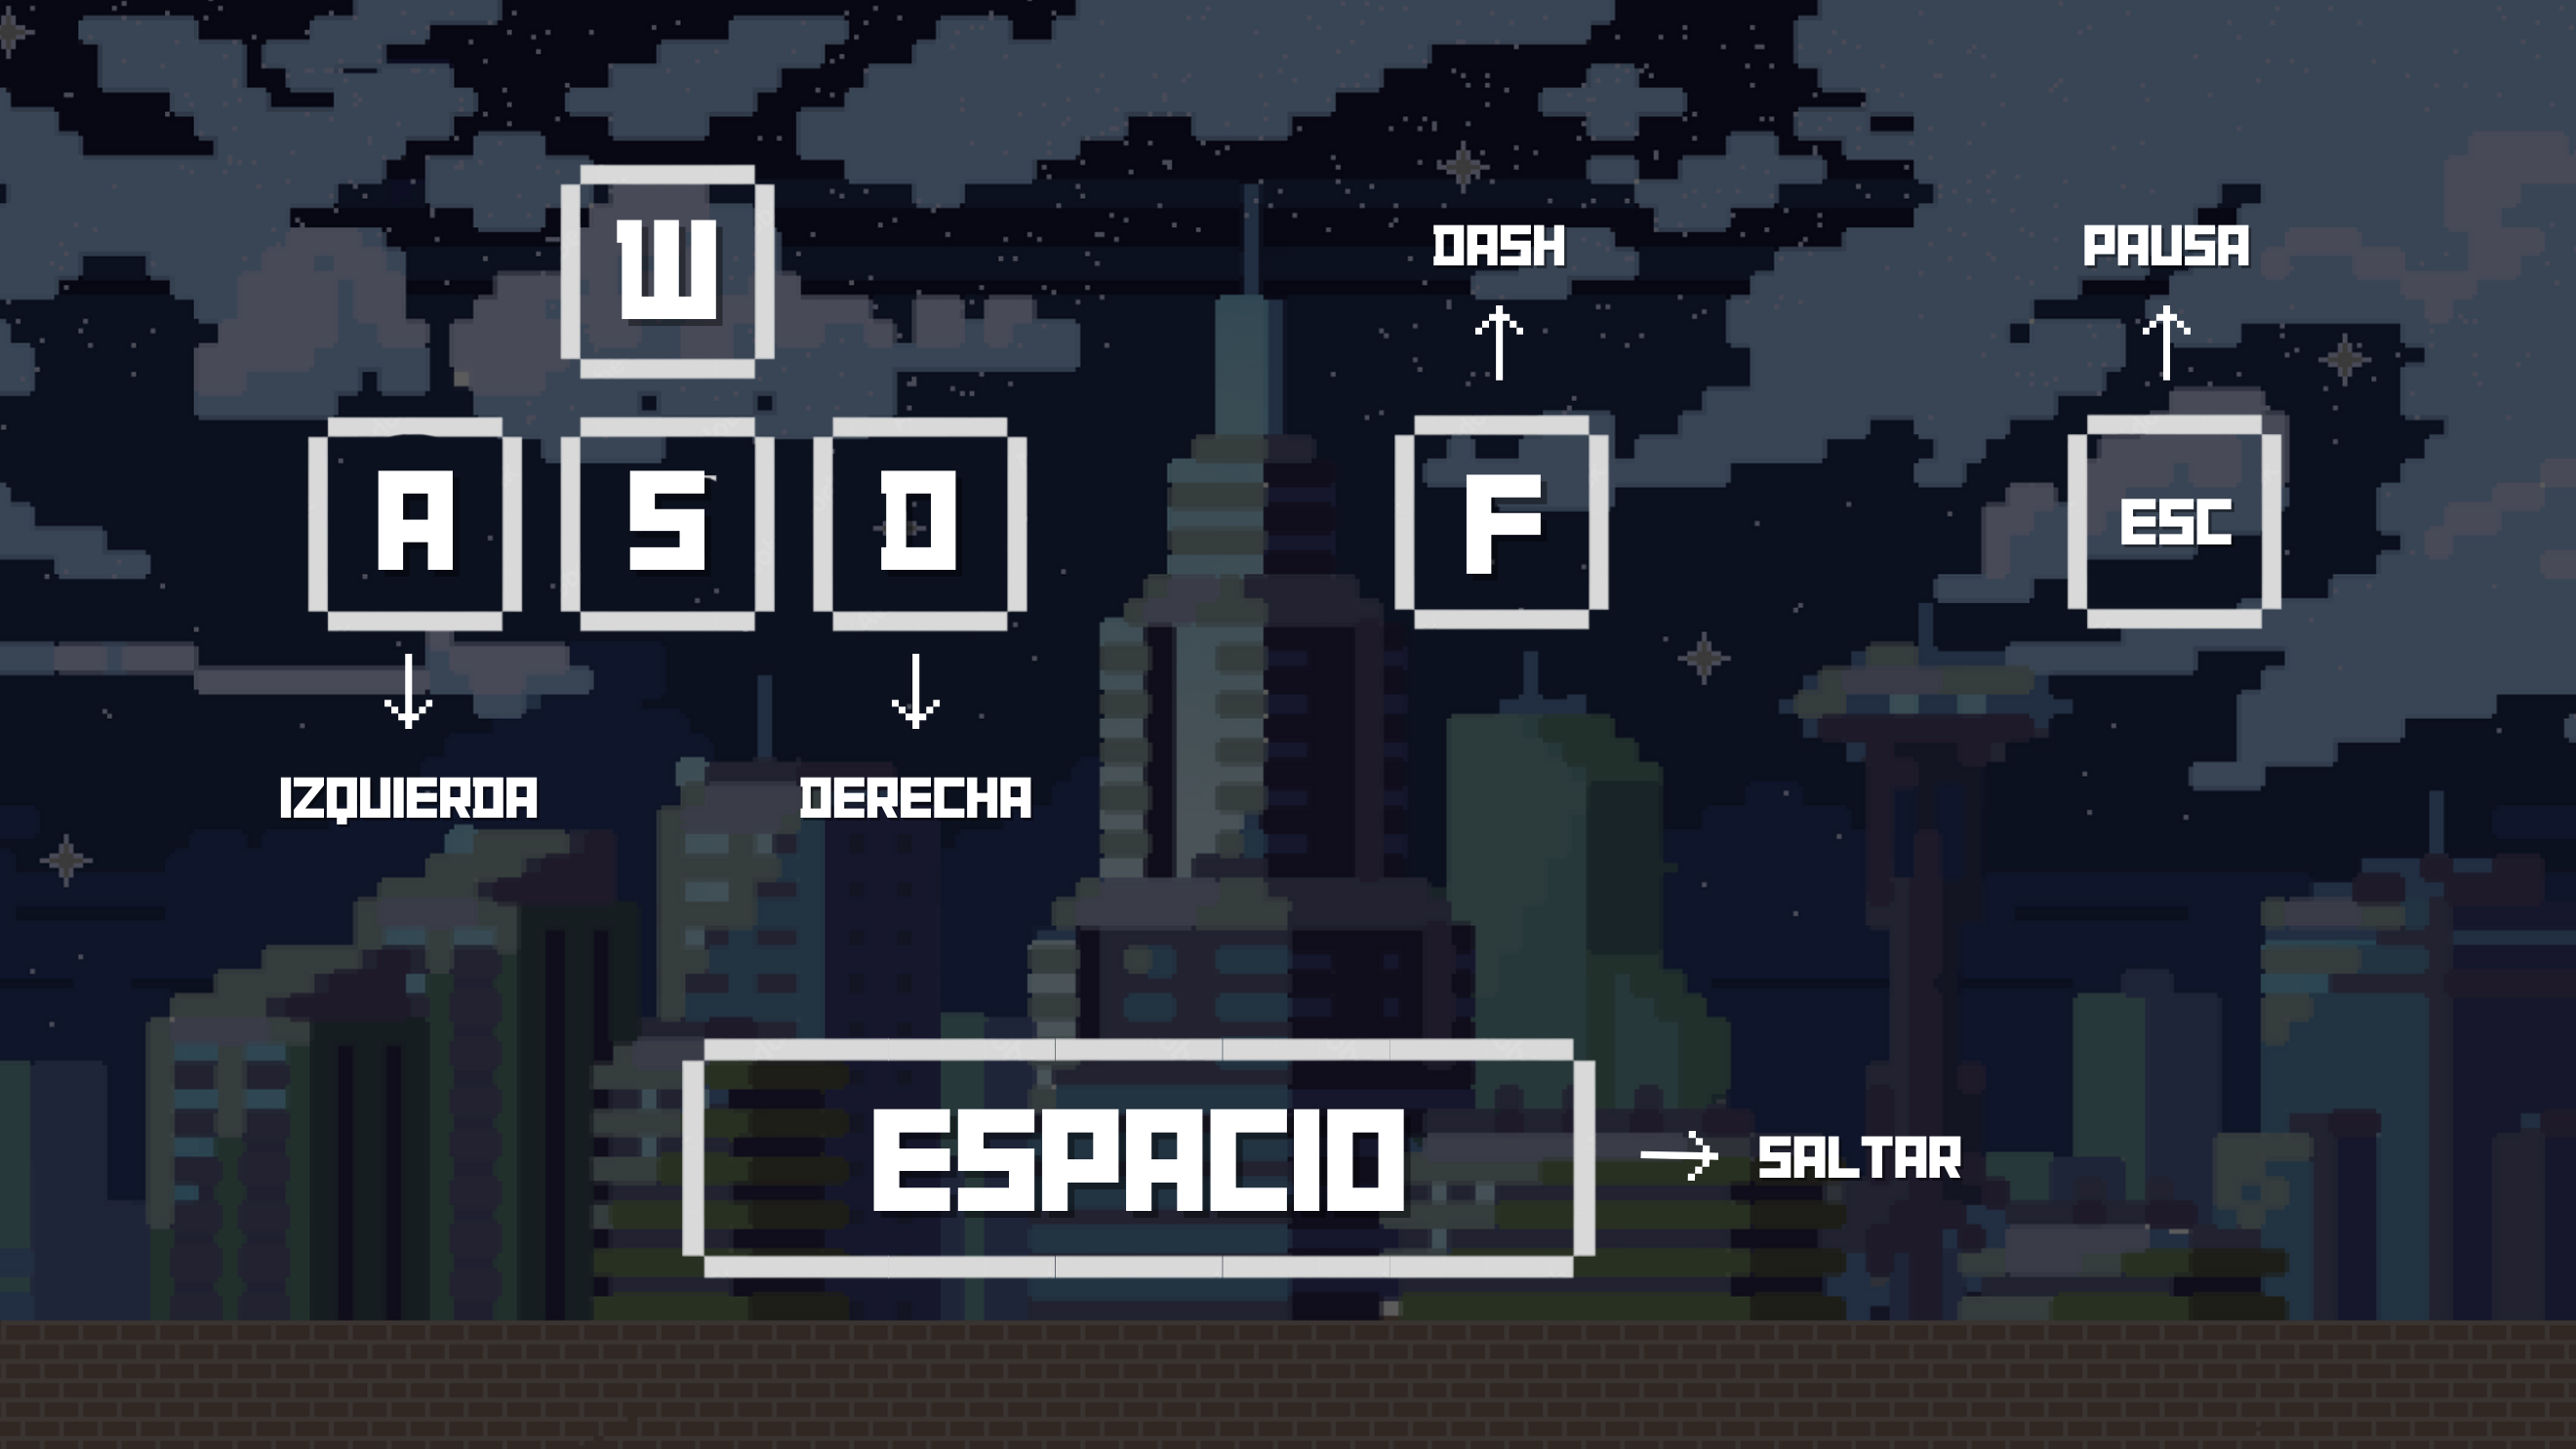 W
DASH
PAUSA
A S D
F
ESC
IZQUIERDA
DERECHA
ESPACIO
SALTAR